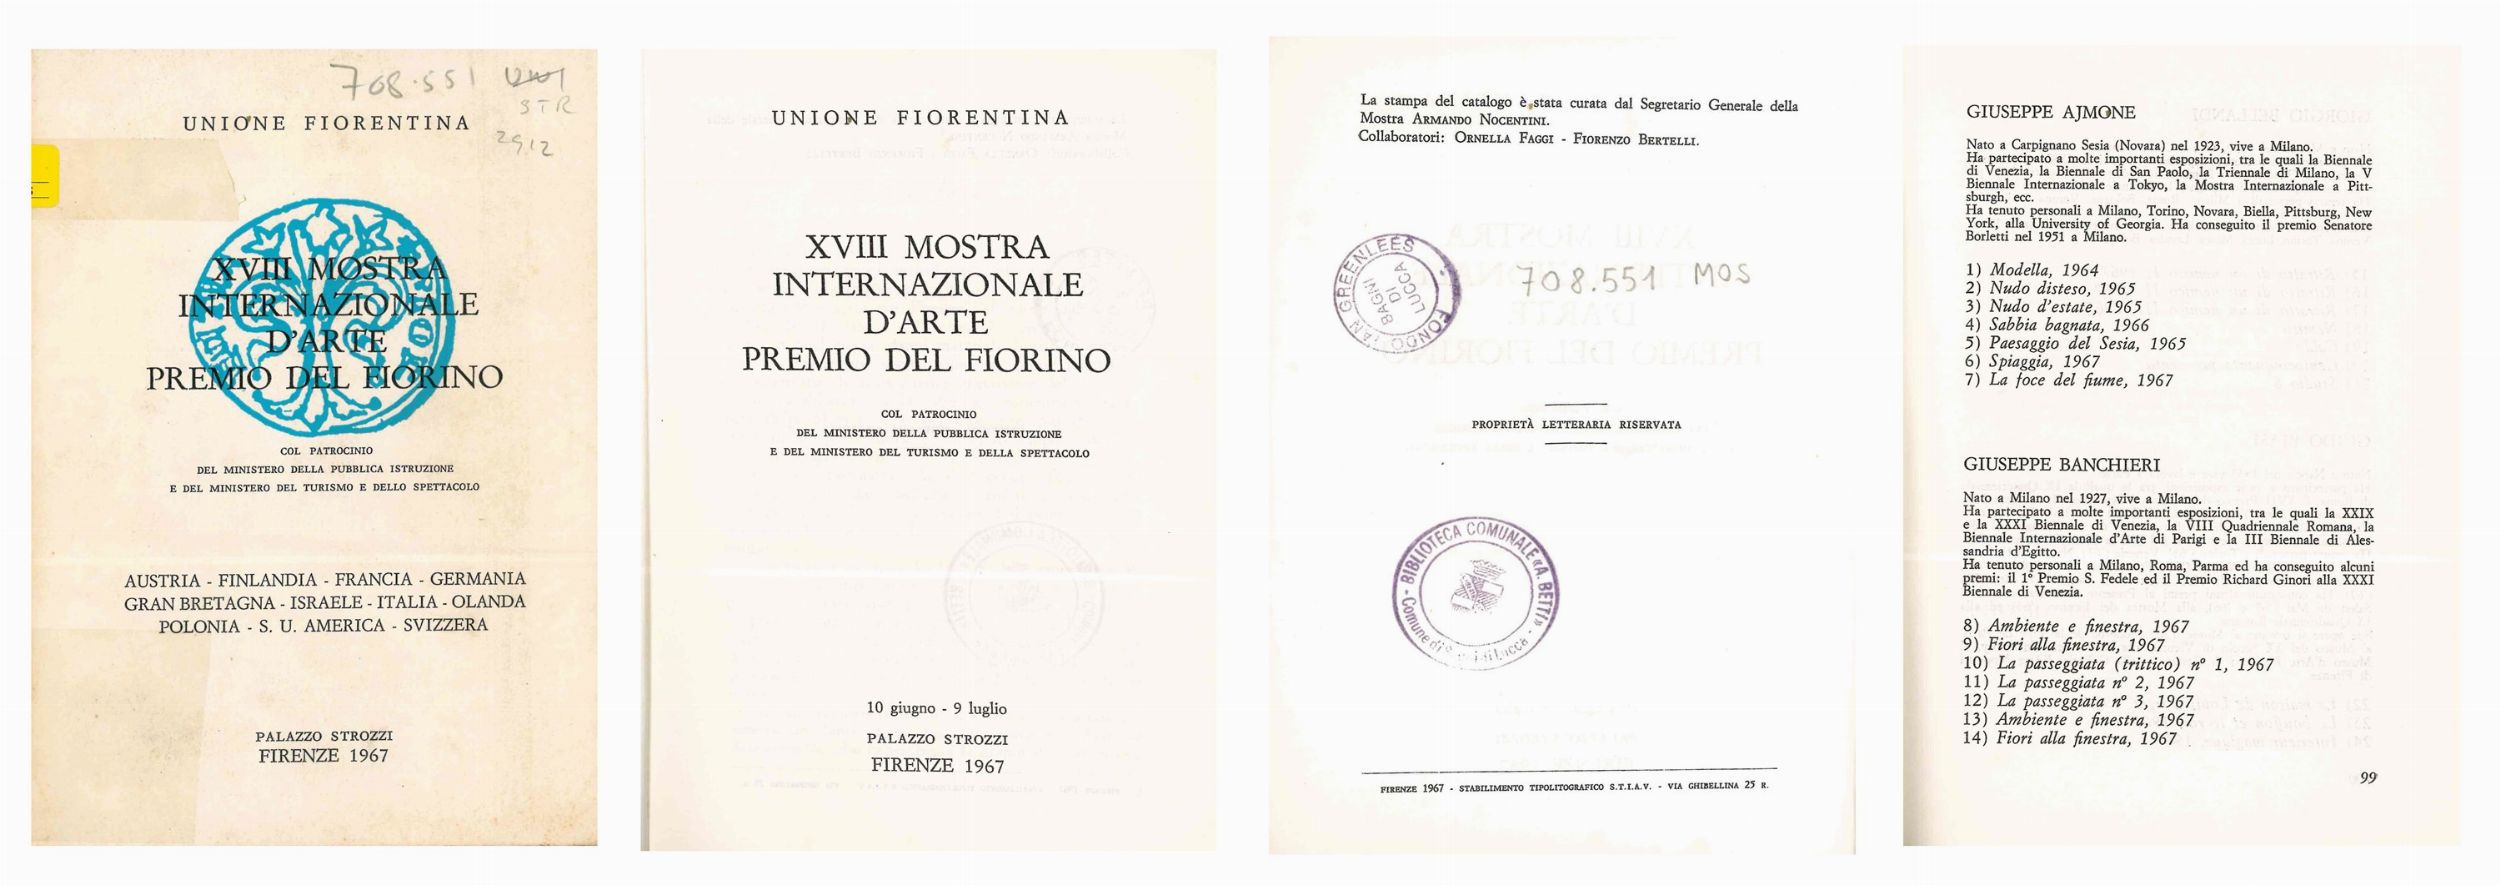 708.551
STR
2912
UNIONE FIORENTINA
XVIII MOSTRA
INTERNAZIONALE
D'ARTE
PREMIO DEL FIORINO
COL PATROCINIO
DEL MINISTERO DELLA PUBBLICA ISTRUZIONE
E DEL MINISTERO DEL TURISMO E DELLO SPETTACOLO
AUSTRIA - FINLANDIA - FRANCIA - GERMANIA
GRAN BRETAGNA - ISRAELE - ITALIA - OLANDA
POLONIA - S. U. AMERICA - SVIZZERA
PALAZZO STROZZI
FIRENZE 1967
UNIONE FIORENTINA
XVIII MOSTRA
INTERNAZIONALE
D'ARTE
PREMIO DEL FIORINO
COL PATROCINIO
DEL MINISTERO DELLA PUBBLICA ISTRUZIONE
E DEL MINISTERO DEL TURISMO E DELLA SPETTACOLO
10 giugno - 9 luglio
PALAZZO STROZZI
FIRENZE 1967
La stampa del catalogo è stata curata dal Segretario Generale della
Mostra ARMANDO NOCENTINI.
Collaboratori: ORNELLA FAGGI - FIORENZO BERTELLI.
FONDO IAN GREENLEES
BAGNI
DI
LUCCA
708.551 MOS
PROPRIETÀ LETTERARIA RISERVATA
BIBLIOTECA COMUNALE «A. BETTI»
Comune di Lucca
FIRENZE 1967 - STABILIMENTO TIPOLITOGRAFICO S.T.I.A.V. - VIA GHIBELLINA 25 R.
GIUSEPPE AJMONE
Nato a Carpignano Sesia (Novara) nel 1923, vive a Milano.
Ha partecipato a molte importanti esposizioni, tra le quali la Biennale
di Venezia, la Biennale di San Paolo, la Triennale di Milano, la V
Biennale Internazionale a Tokyo, la Mostra Internazionale a Pitt-
sburgh, ecc.
Ha tenuto personali a Milano, Torino, Novara, Biella, Pittsburg, New
York, alla University of Georgia. Ha conseguito il premio Senatore
Borletti nel 1951 a Milano.
1) Modella, 1964
2) Nudo disteso, 1965
3) Nudo d'estate, 1965
4) Sabbia bagnata, 1966
5) Paesaggio del Sesia, 1965
6) Spiaggia, 1967
7) La foce del fiume, 1967
GIUSEPPE BANCHIERI
Nato a Milano nel 1927, vive a Milano.
Ha partecipato a molte importanti esposizioni, tra le quali la XXIX
e la XXXI Biennale di Venezia, la VIII Quadriennale Romana, la
Biennale Internazionale d'Arte di Parigi e la III Biennale di Ales-
sandria d'Egitto.
Ha tenuto personali a Milano, Roma, Parma ed ha conseguito alcuni
premi: il 1° Premio S. Fedele ed il Premio Richard Ginori alla XXXI
Biennale di Venezia.
8) Ambiente e finestra, 1967
9) Fiori alla finestra, 1967
10) La passeggiata (trittico) n° 1, 1967
11) La passeggiata n° 2, 1967
12) La passeggiata n° 3, 1967
13) Ambiente e finestra, 1967
14) Fiori alla finestra, 1967
99